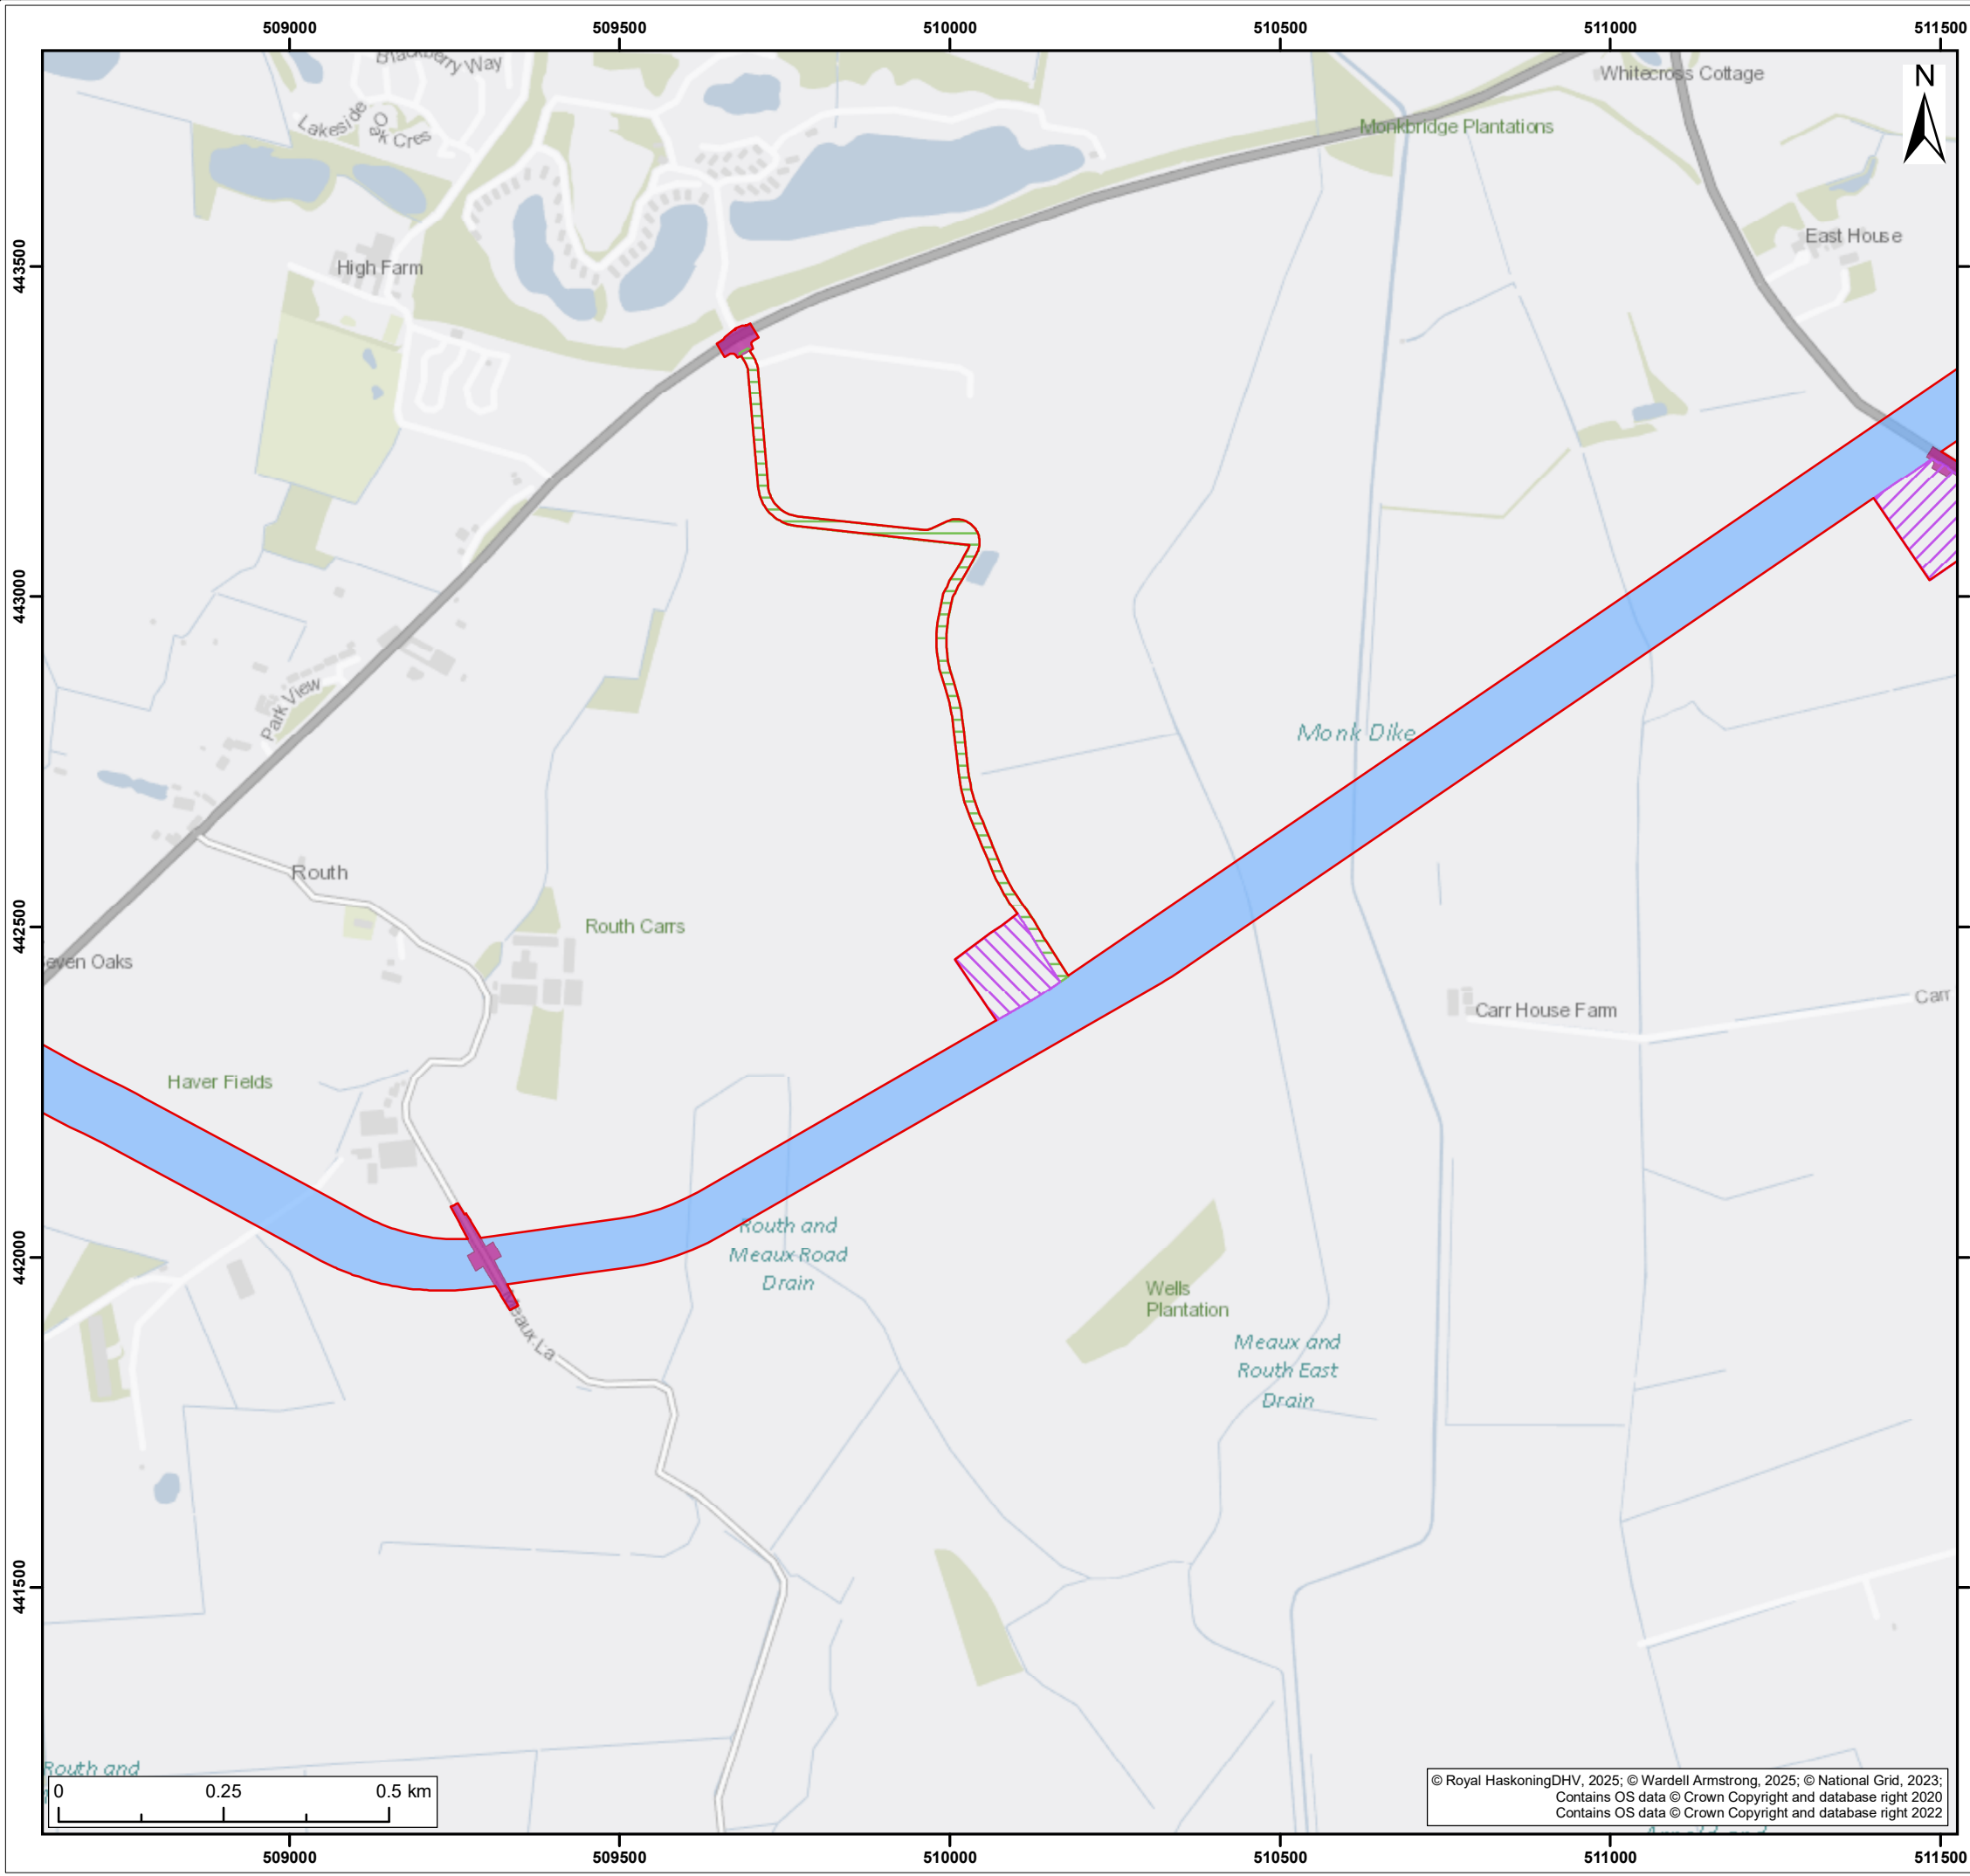 509000 509500 510000 510500 511000 511500
Blackberry Way
Whitecross Cottage
N
Lakeside
Oak Cres
Monkbridge Plantations
East House
High Farm
443500
443000
Park View
Monk Dike
Routh
Routh Carrs
442500
even Oaks
Carr
Carr House Farm
Haver Fields
Routh and
Meaux Road
Drain
442000
Wells
Plantation
eaux La
Meaux and
Routh East
Drain
441500
Routh and
0 0.25 0.5 km
© Royal HaskoningDHV, 2025; © Wardell Armstrong, 2025; © National Grid, 2023;
Contains OS data © Crown Copyright and database right 2020
Contains OS data © Crown Copyright and database right 2022
509000 509500 510000 510500 511000 511500